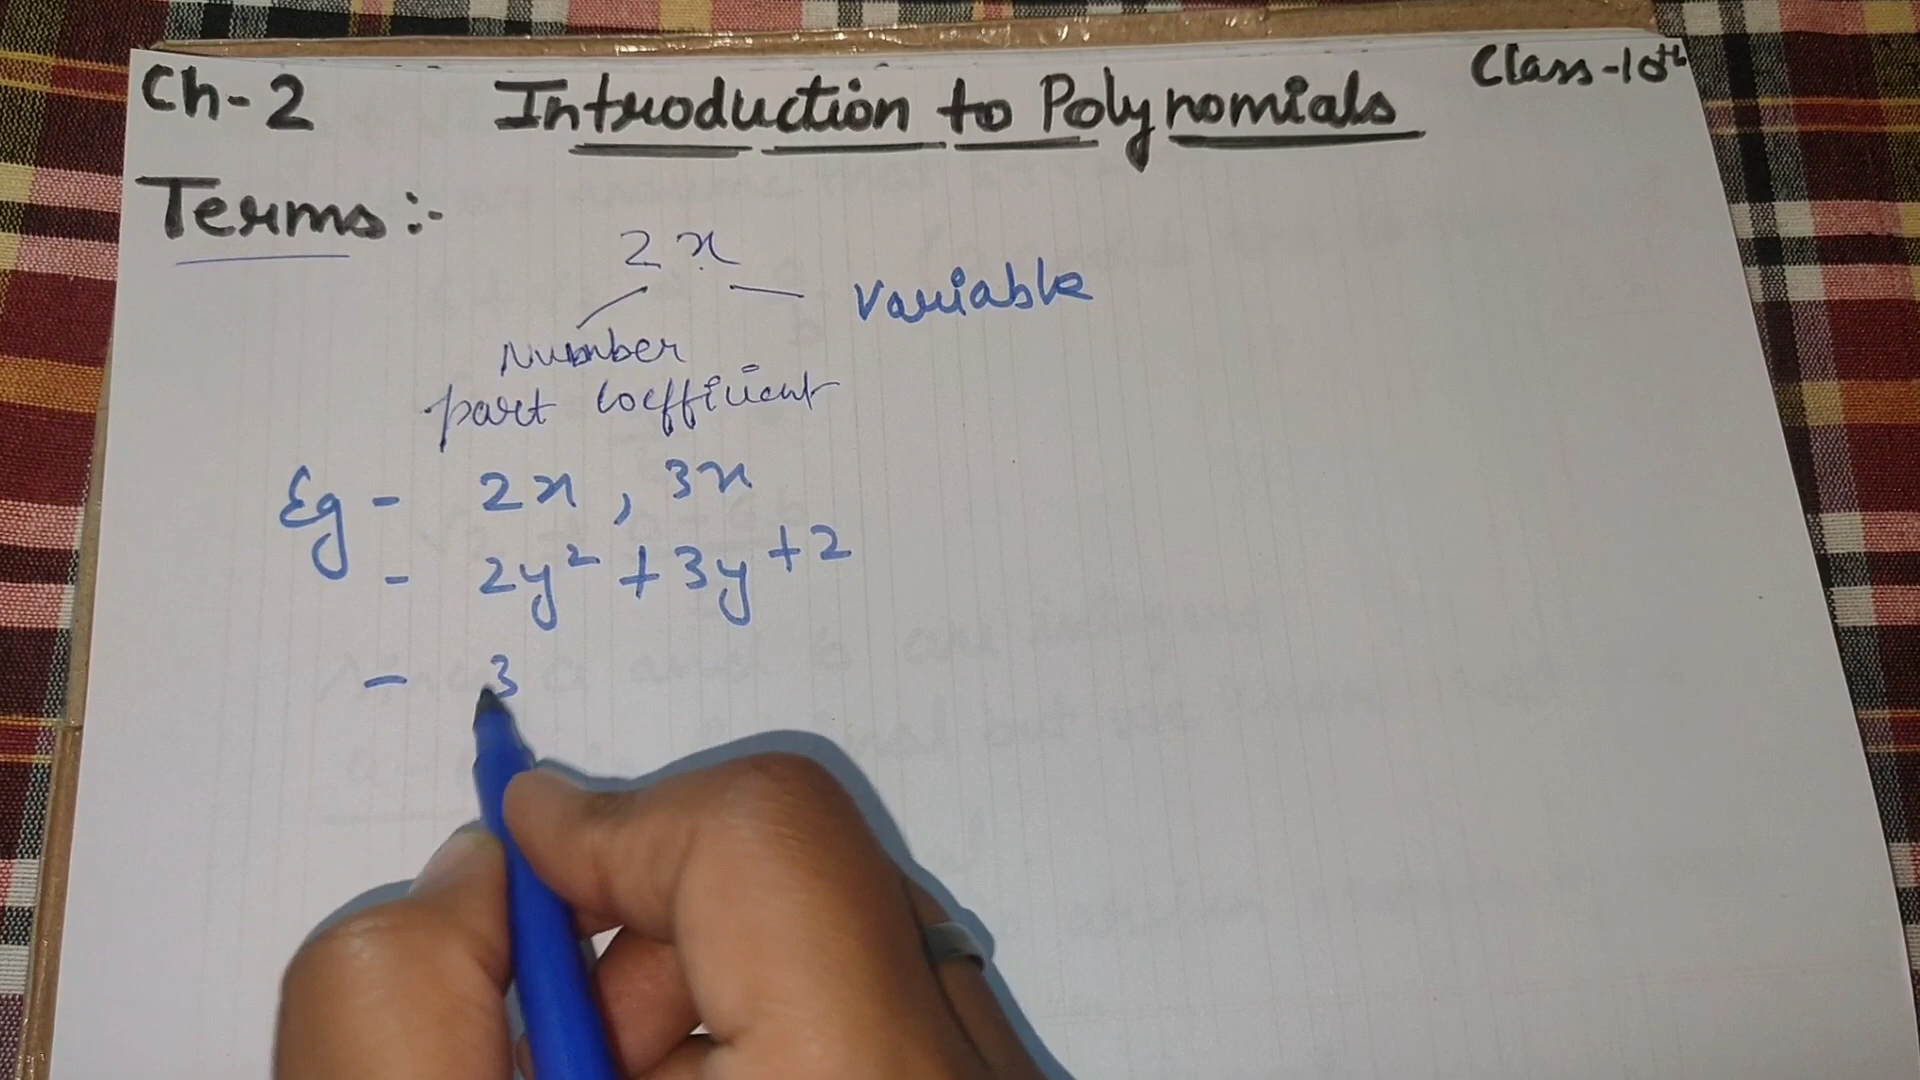 Ch-2 Introduction to Polynomials Class-10th
Terms :-
2x
Variable
Number
part coefficient
Eg - 2x , 3x
- 2y² + 3y + 2
- 3